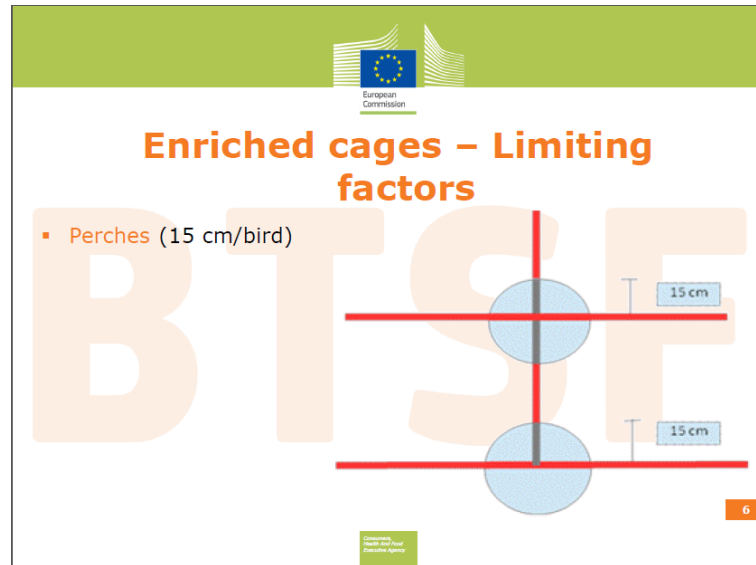 European
Commission
Enriched cages – Limiting
factors
▪ Perches (15 cm/bird)
BTSF
15 cm
15 cm
6
Consumers,
Health And Food
Executive Agency